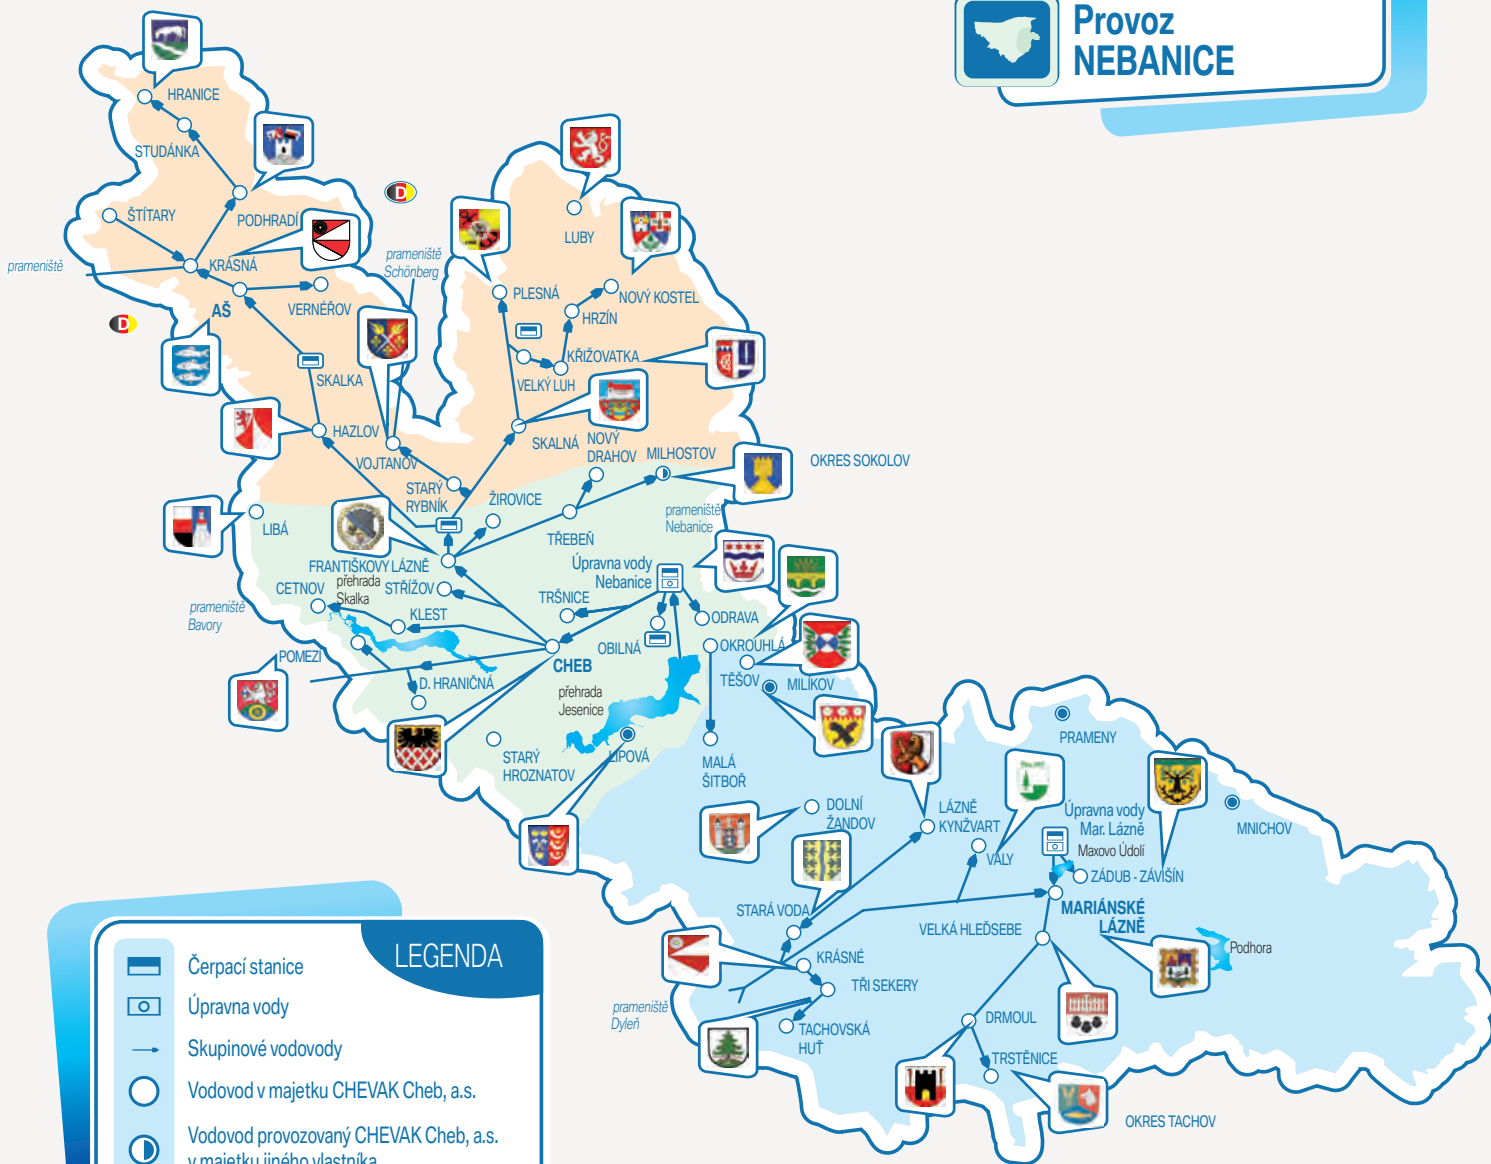 Provoz
NEBANICE
HRANICE
STUDÁNKA
ŠTÍTARY
PODHRADÍ
D
prameniště
KRÁSNÁ
prameniště
Schönberg
LUBY
AŠ
VERNÉŘOV
PLESNÁ
NOVÝ KOSTEL
HRZÍN
D
KŘIŽOVATKA
SKALKA
VELKÝ LUH
HAZLOV
SKALNÁ
NOVÝ
DRAHOV
MILHOSTOV
VOJTANOV
OKRES SOKOLOV
STARÝ
RYBNÍK
ŽIROVICE
prameniště
Nebanice
LIBÁ
TŘEBEŇ
FRANTIŠKOVY LÁZNĚ
Úpravna vody
Nebanice
CETNOV
přehrada
Skalka
STŘÍŽOV
TRŠNICE
prameniště
Bavory
KLEST
ODRAVA
OBILNÁ
OKROUHLÁ
POMEZÍ
CHEB
TĚŠOV
MILÍKOV
D. HRANIČNÁ
přehrada
Jesenice
PRAMENY
STARÝ
HROZNATOV
LIPOVÁ
MALÁ
ŠITBOŘ
DOLNÍ
ŽANDOV
LÁZNĚ
KYNŽVART
Úpravna vody
Mar. Lázně
MNICHOV
VALY
Maxovo Údolí
ZÁDUB - ZÁVIŠÍN
STARÁ VODA
VELKÁ HLEĎSEBE
MARIÁNSKÉ
LÁZNĚ
Podhora
KRÁSNÉ
TŘI SEKERY
prameniště
Dyleň
TACHOVSKÁ
HUŤ
DRMOUL
TRSTĚNICE
OKRES TACHOV
LEGENDA
Čerpací stanice
Úpravna vody
Skupinové vodovody
Vodovod v majetku CHEVAK Cheb, a.s.
Vodovod provozovaný CHEVAK Cheb, a.s.
v majetku jiného vlastníka